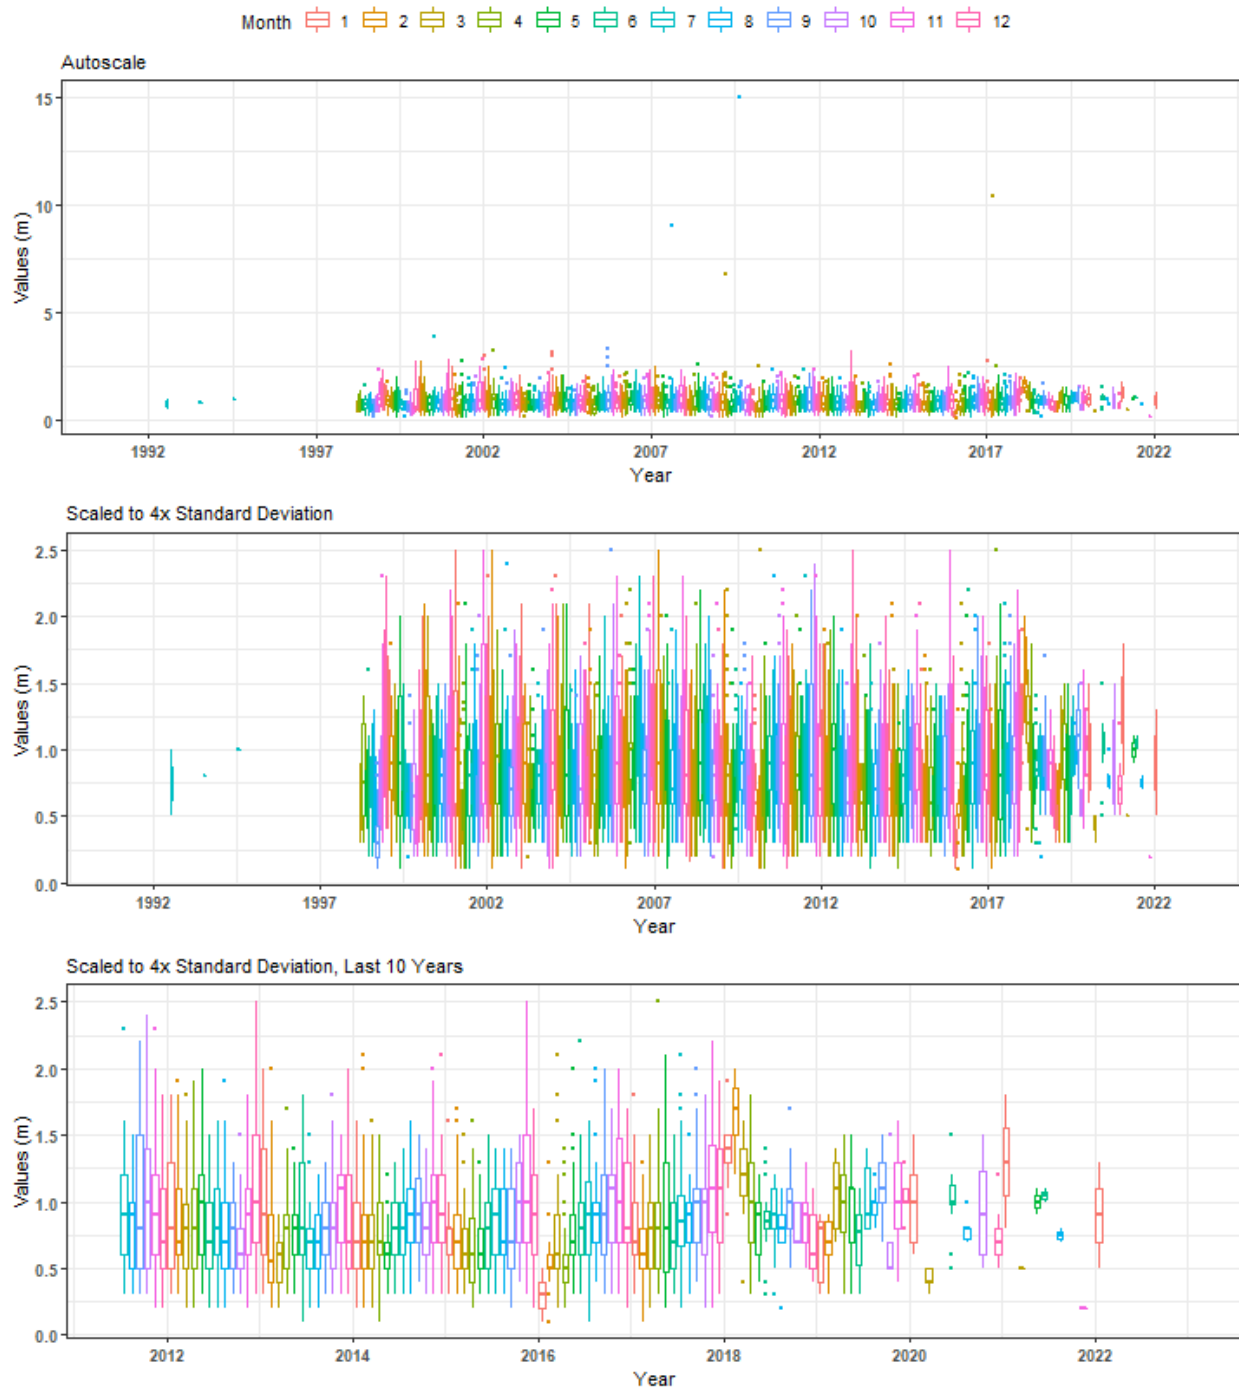 Month 1 2 3 4 5 6 7 8 9 10 11 12
Autoscale
15
10
5
0
Values (m)
1992 1997 2002 2007 2012 2017 2022
Year
Scaled to 4x Standard Deviation
2.5
2.0
1.5
1.0
0.5
0.0
Values (m)
1992 1997 2002 2007 2012 2017 2022
Year
Scaled to 4x Standard Deviation, Last 10 Years
2.5
2.0
1.5
1.0
0.5
0.0
Values (m)
2012 2014 2016 2018 2020 2022
Year